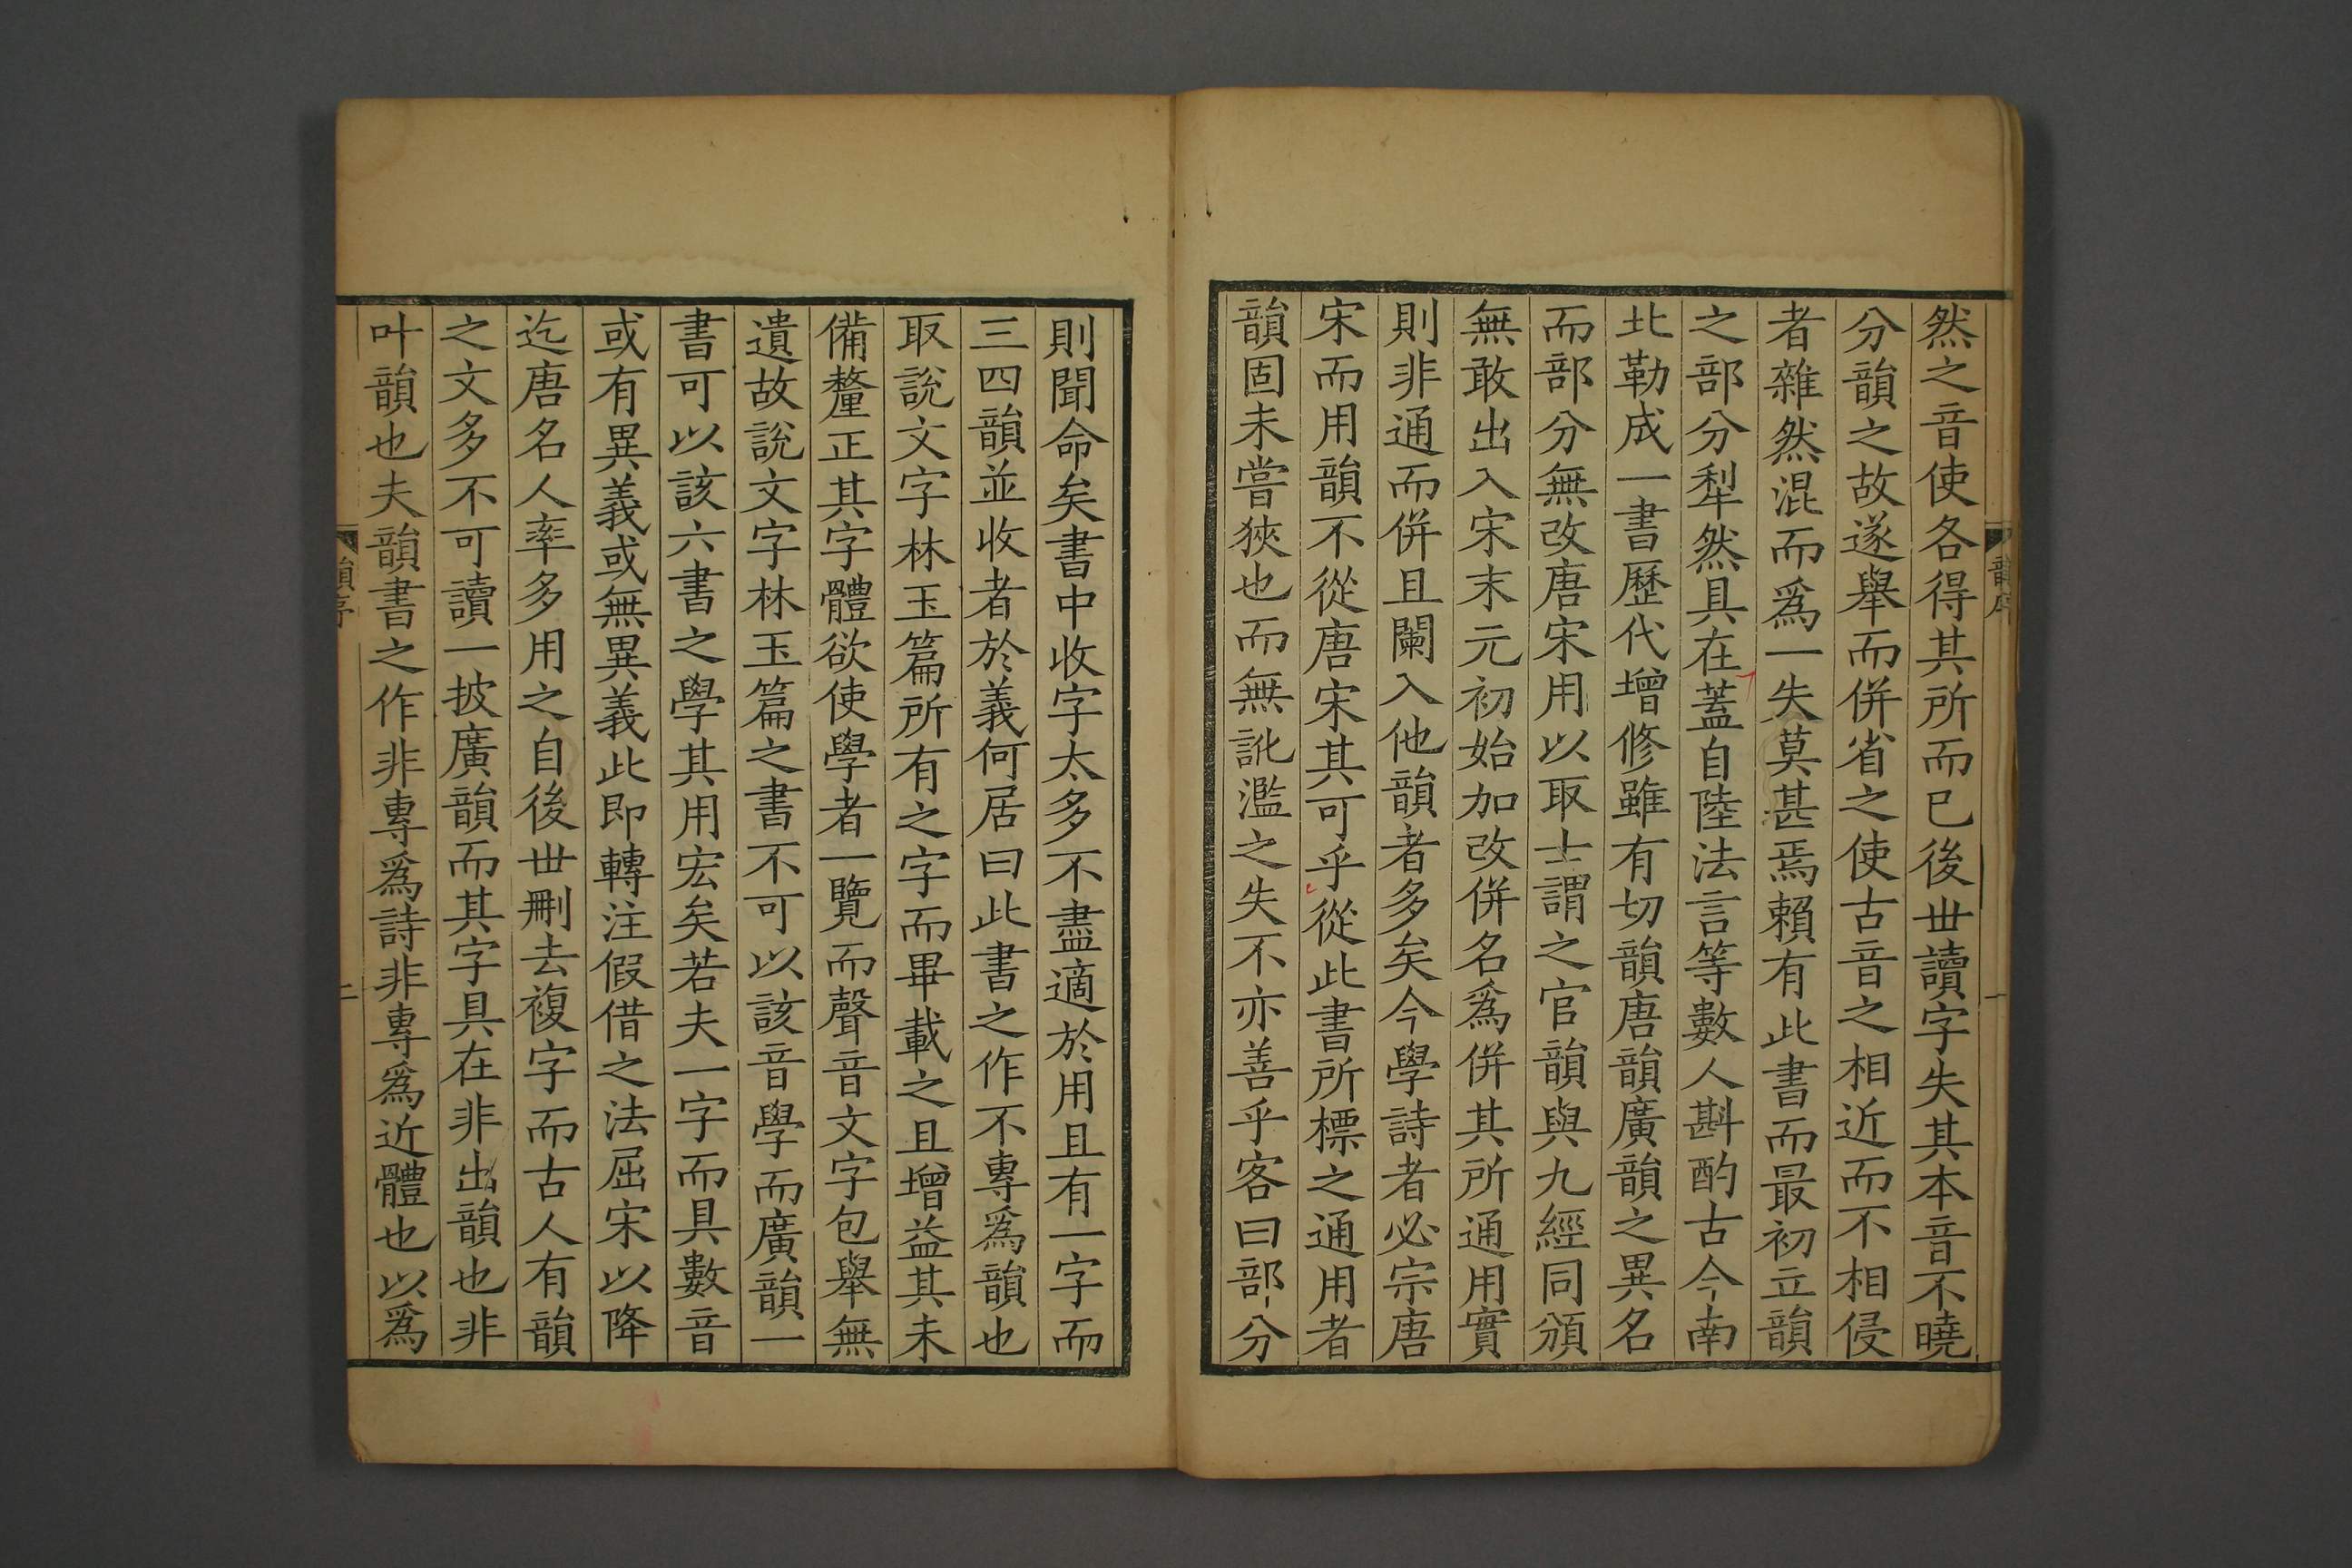 然之音使各得其所而已後世讀字失其本音不曉
分韻之故遂舉而併省之使古音之相近而不相侵
者雜然混而爲一失莫甚焉賴有此書而最初立韻
之部分犁然具在蓋自陸法言等數人斟酌古今南
北勒成一書歷代增修雖有切韻唐韻廣韻之異名
而部分無改唐宋用以取士謂之官韻與九經同頒
無敢出入宋末元初始加改併名爲併其所通用實
則非通而併且闌入他韻者多矣今學詩者必宗唐
宋而用韻不從唐宋其可乎從此書所標之通用者
韻固未嘗狹也而無訛濫之失不亦善乎客曰部分
韻序
一
則聞命矣書中收字太多不盡適於用且有一字而
三四韻並收者於義何居曰此書之作不專爲韻也
取說文字林玉篇所有之字而畢載之且增益其未
備釐正其字體欲使學者一覽而聲音文字包舉無
遺故說文字林玉篇之書不可以該音學而廣韻一
書可以該六書之學其用宏矣若夫一字而具數音
或有異義或無異義此即轉注假借之法屈宋以降
迄唐名人率多用之自後世刪去複字而古人有韻
之文多不可讀一披廣韻而其字具在非出韻也非
叶韻也夫韻書之作非專爲詩非專爲近體也以爲
韻序
二